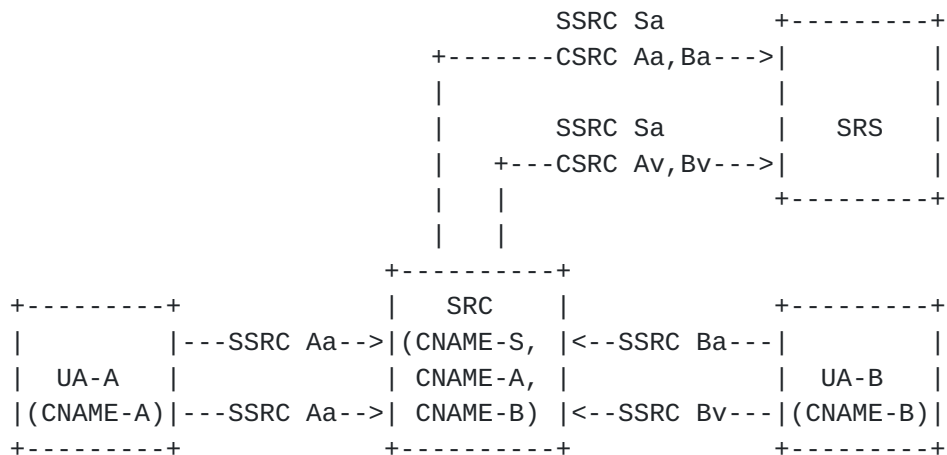 SSRC Sa +---------+
+-------CSRC Aa,Ba--->| |
| | |
| SSRC Sa | SRS |
| +---CSRC Av,Bv--->| |
| | +---------+
| |
+----------+
+---------+ | SRC | +---------+
| |---SSRC Aa-->|(CNAME-S, |<--SSRC Ba---| |
| UA-A | | CNAME-A, | | UA-B |
|(CNAME-A)|---SSRC Aa-->| CNAME-B) |<--SSRC Bv---|(CNAME-B)|
+---------+ +----------+ +---------+